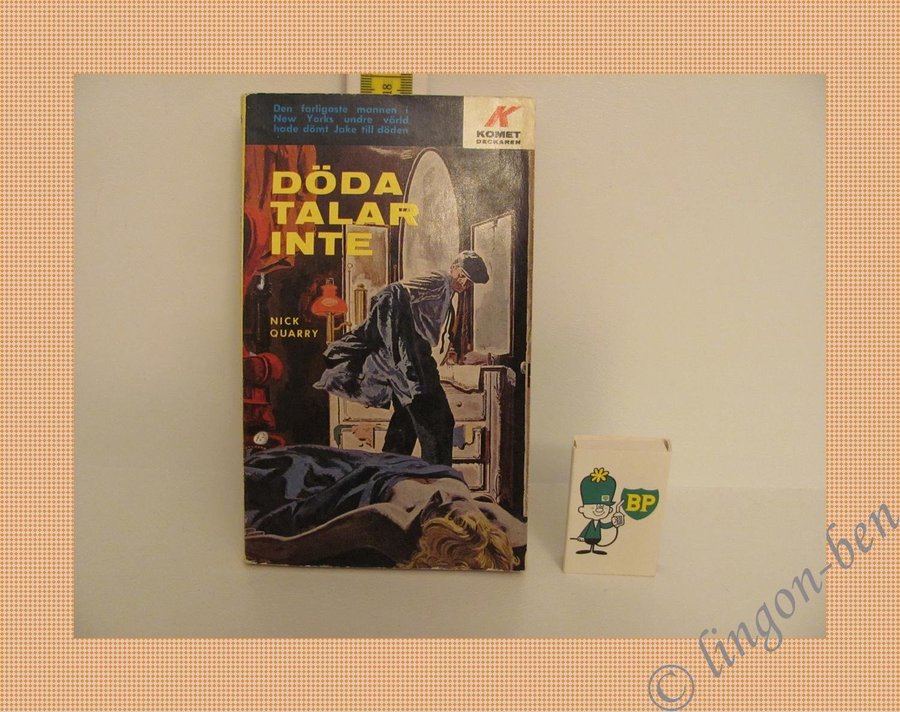 18
Den farligaste mannen i
New Yorks undre värld
hade dömt Jake till döden
K
KOMET
DECKAREN
DÖDA
TALAR
INTE
NICK
QUARRY
BP
© lingon-ben